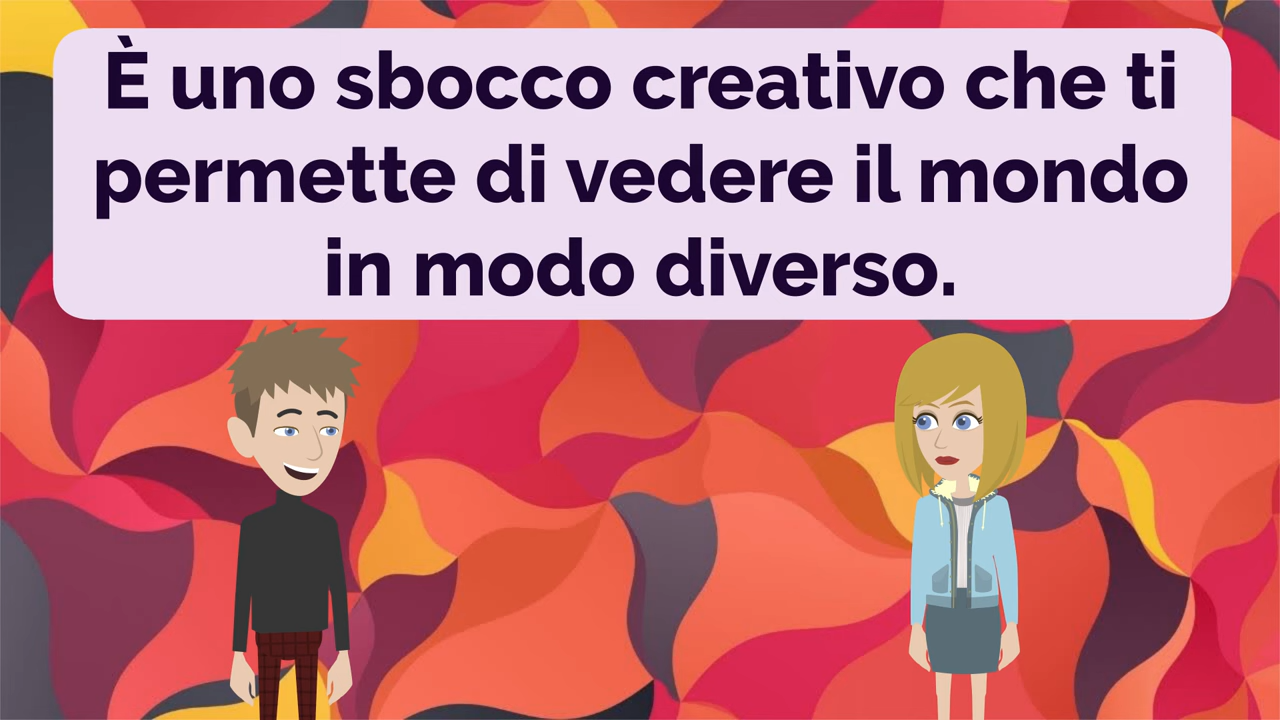 È uno sbocco creativo che ti
permette di vedere il mondo
in modo diverso.